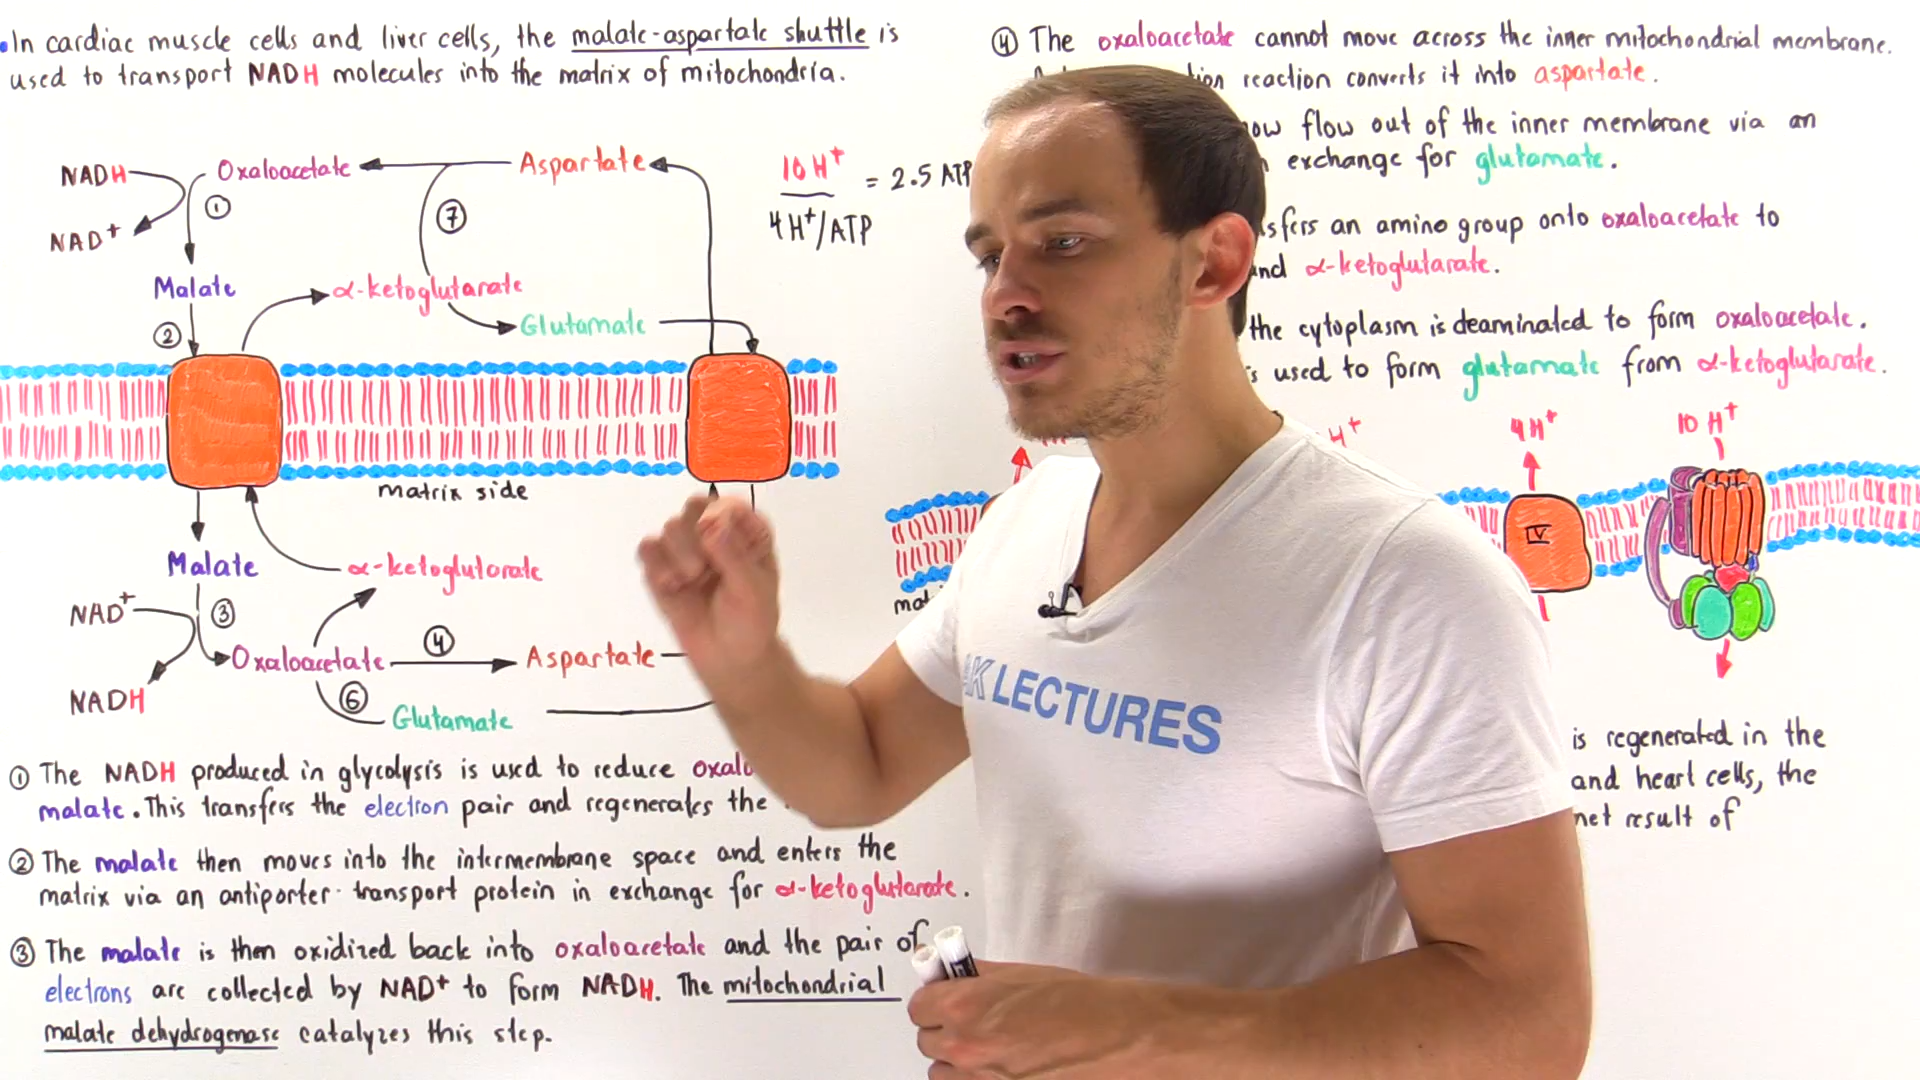 •In cardiac muscle cells and liver cells, the malate-aspartate shuttle is
used to transport NADH molecules into the matrix of mitochondria.
NADH
NAD+
①
Oxaloacetate
Aspartate
⑦
Malate
②
α-ketoglutarate
Glutamate
10 H+
4H+/ATP
= 2.5 ATP
matrix side
Malate
α-ketoglutarate
NAD+
③
NADH
Oxaloacetate
④
Aspartate
⑥
Glutamate
① The NADH produced in glycolysis is used to reduce
malate. This transfers the electron pair and regenerates the
② The malate then moves into the intermembrane space and enters the
matrix via an antiporter transport protein in exchange for α-ketoglutarate.
③ The malate is then oxidized back into oxaloacetate and the pair of
electrons are collected by NAD+ to form NADH. The mitochondrial
malate dehydrogenase catalyzes this step.
④ The oxaloacetate cannot move across the inner mitochondrial membrane.
reaction converts it into aspartate.
flow out of the inner membrane via an
exchange for glutamate.
an amino group onto oxaloacetate to
and α-ketoglutarate.
the cytoplasm is deaminated to form oxaloacetate.
used to form glutamate from α-ketoglutarate.
4H+
10 H+
IV
AK LECTURES
is regenerated in the
and heart cells, the
net result of